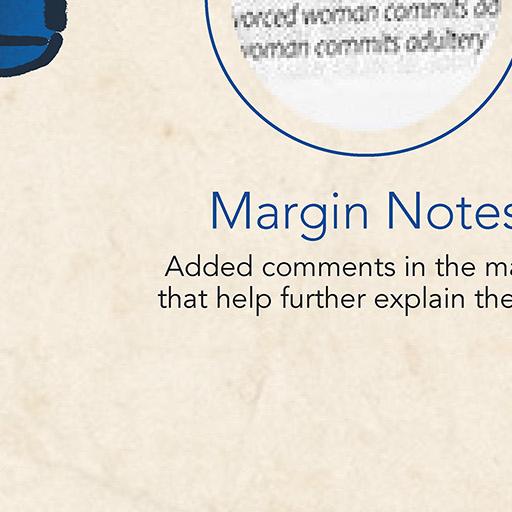 vorced woman commits ad
woman commits adultery
Margin Notes
Added comments in the ma
that help further explain the